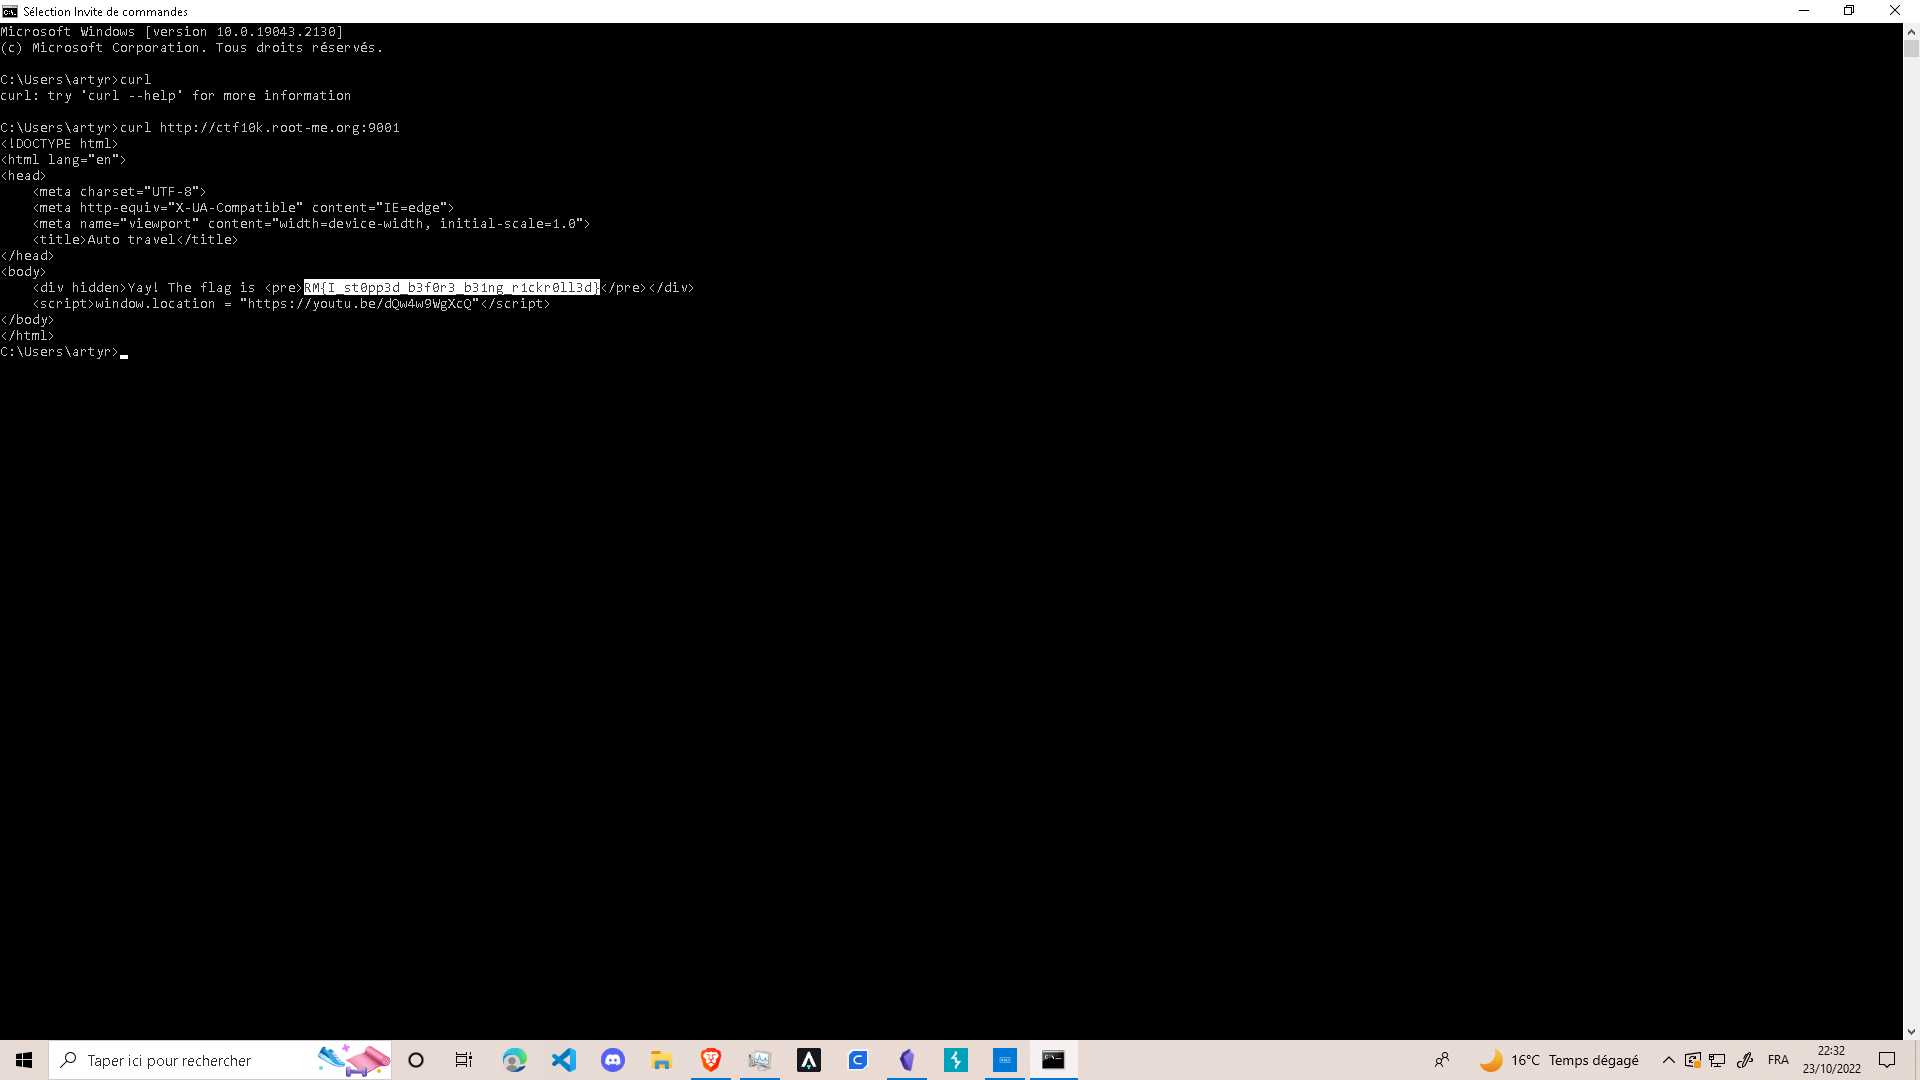 Sélection Invite de commandes
Microsoft Windows [version 10.0.19043.2130]
(c) Microsoft Corporation. Tous droits réservés.
C:\Users\artyr>curl
curl: try 'curl --help' for more information
C:\Users\artyr>curl http://ctf10k.root-me.org:9001
<!DOCTYPE html>
<html lang="en">
<head>
    <meta charset="UTF-8">
    <meta http-equiv="X-UA-Compatible" content="IE=edge">
    <meta name="viewport" content="width=device-width, initial-scale=1.0">
    <title>Auto travel</title>
</head>
<body>
    <div hidden>Yay! The flag is <pre>RM{I_st0pp3d_b3f0r3_b31ng_r1ckr0ll3d}</pre></div>
    <script>window.location = "https://youtu.be/dQw4w9WgXcQ"</script>
</body>
</html>
C:\Users\artyr>
Taper ici pour rechercher
16°C Temps dégagé
FRA
22:32
23/10/2022